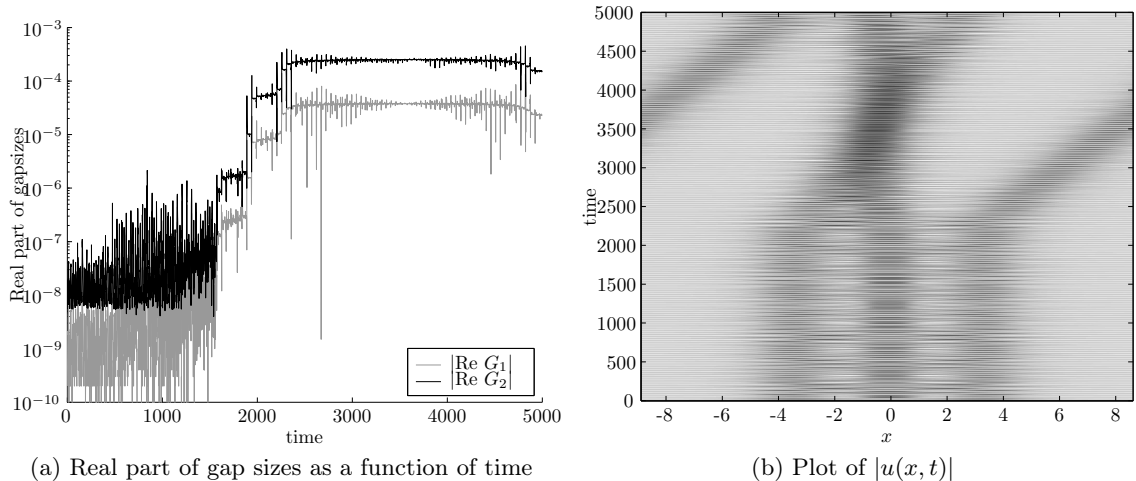 10^−3
10^−4
10^−5
10^−6
10^−7
10^−8
10^−9
10^−10
Real part of gapsizes
|Re G_1|
|Re G_2|
0 1000 2000 3000 4000 5000
time
(a) Real part of gap sizes as a function of time
5000
4500
4000
3500
3000
2500
2000
1500
1000
500
0
time
−8 −6 −4 −2 0 2 4 6 8
x
(b) Plot of |u(x, t)|